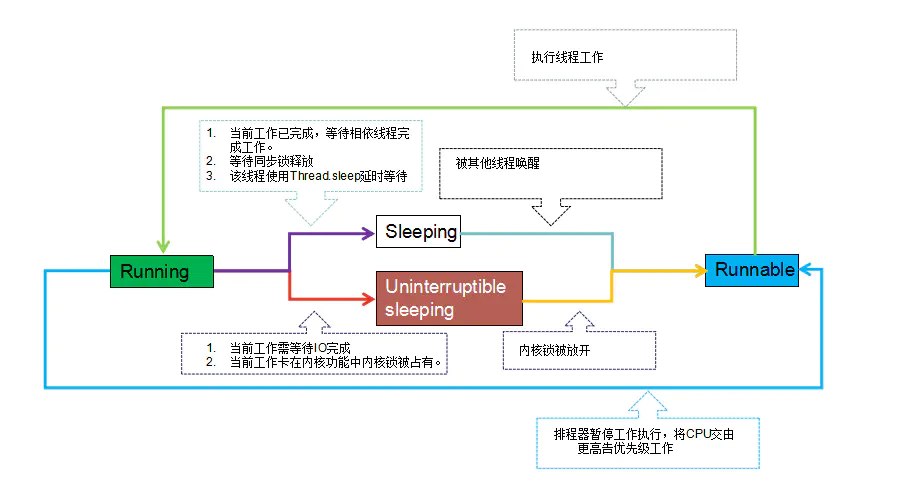 执行线程工作
1. 当前工作已完成，等待相依线程完
成工作。
2. 等待同步锁释放
3. 该线程使用Thread.sleep延时等待
被其他线程唤醒
Sleeping
Running
Runnable
Uninterruptible
sleeping
1. 当前工作需等待IO完成
2. 当前工作卡在内核功能中内核锁被占有。
内核锁被放开
排程器暂停工作执行，将CPU交由
更高告优先级工作